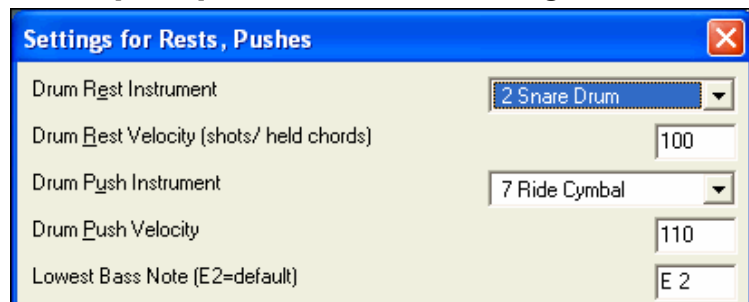 Settings for Rests, Pushes
Drum Rest Instrument 2 Snare Drum
Drum Rest Velocity (shots/ held chords) 100
Drum Push Instrument 7 Ride Cymbal
Drum Push Velocity 110
Lowest Bass Note (E2=default) E 2